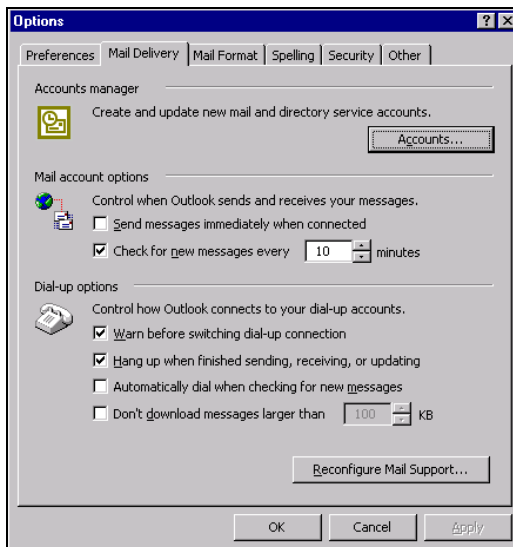 Options
Preferences Mail Delivery Mail Format Spelling Security Other
Accounts manager
Create and update new mail and directory service accounts.
Accounts...
Mail account options
Control when Outlook sends and receives your messages.
Send messages immediately when connected
Check for new messages every 10 minutes
Dial-up options
Control how Outlook connects to your dial-up accounts.
Warn before switching dial-up connection
Hang up when finished sending, receiving, or updating
Automatically dial when checking for new messages
Don't download messages larger than 100 KB
Reconfigure Mail Support...
OK Cancel Apply